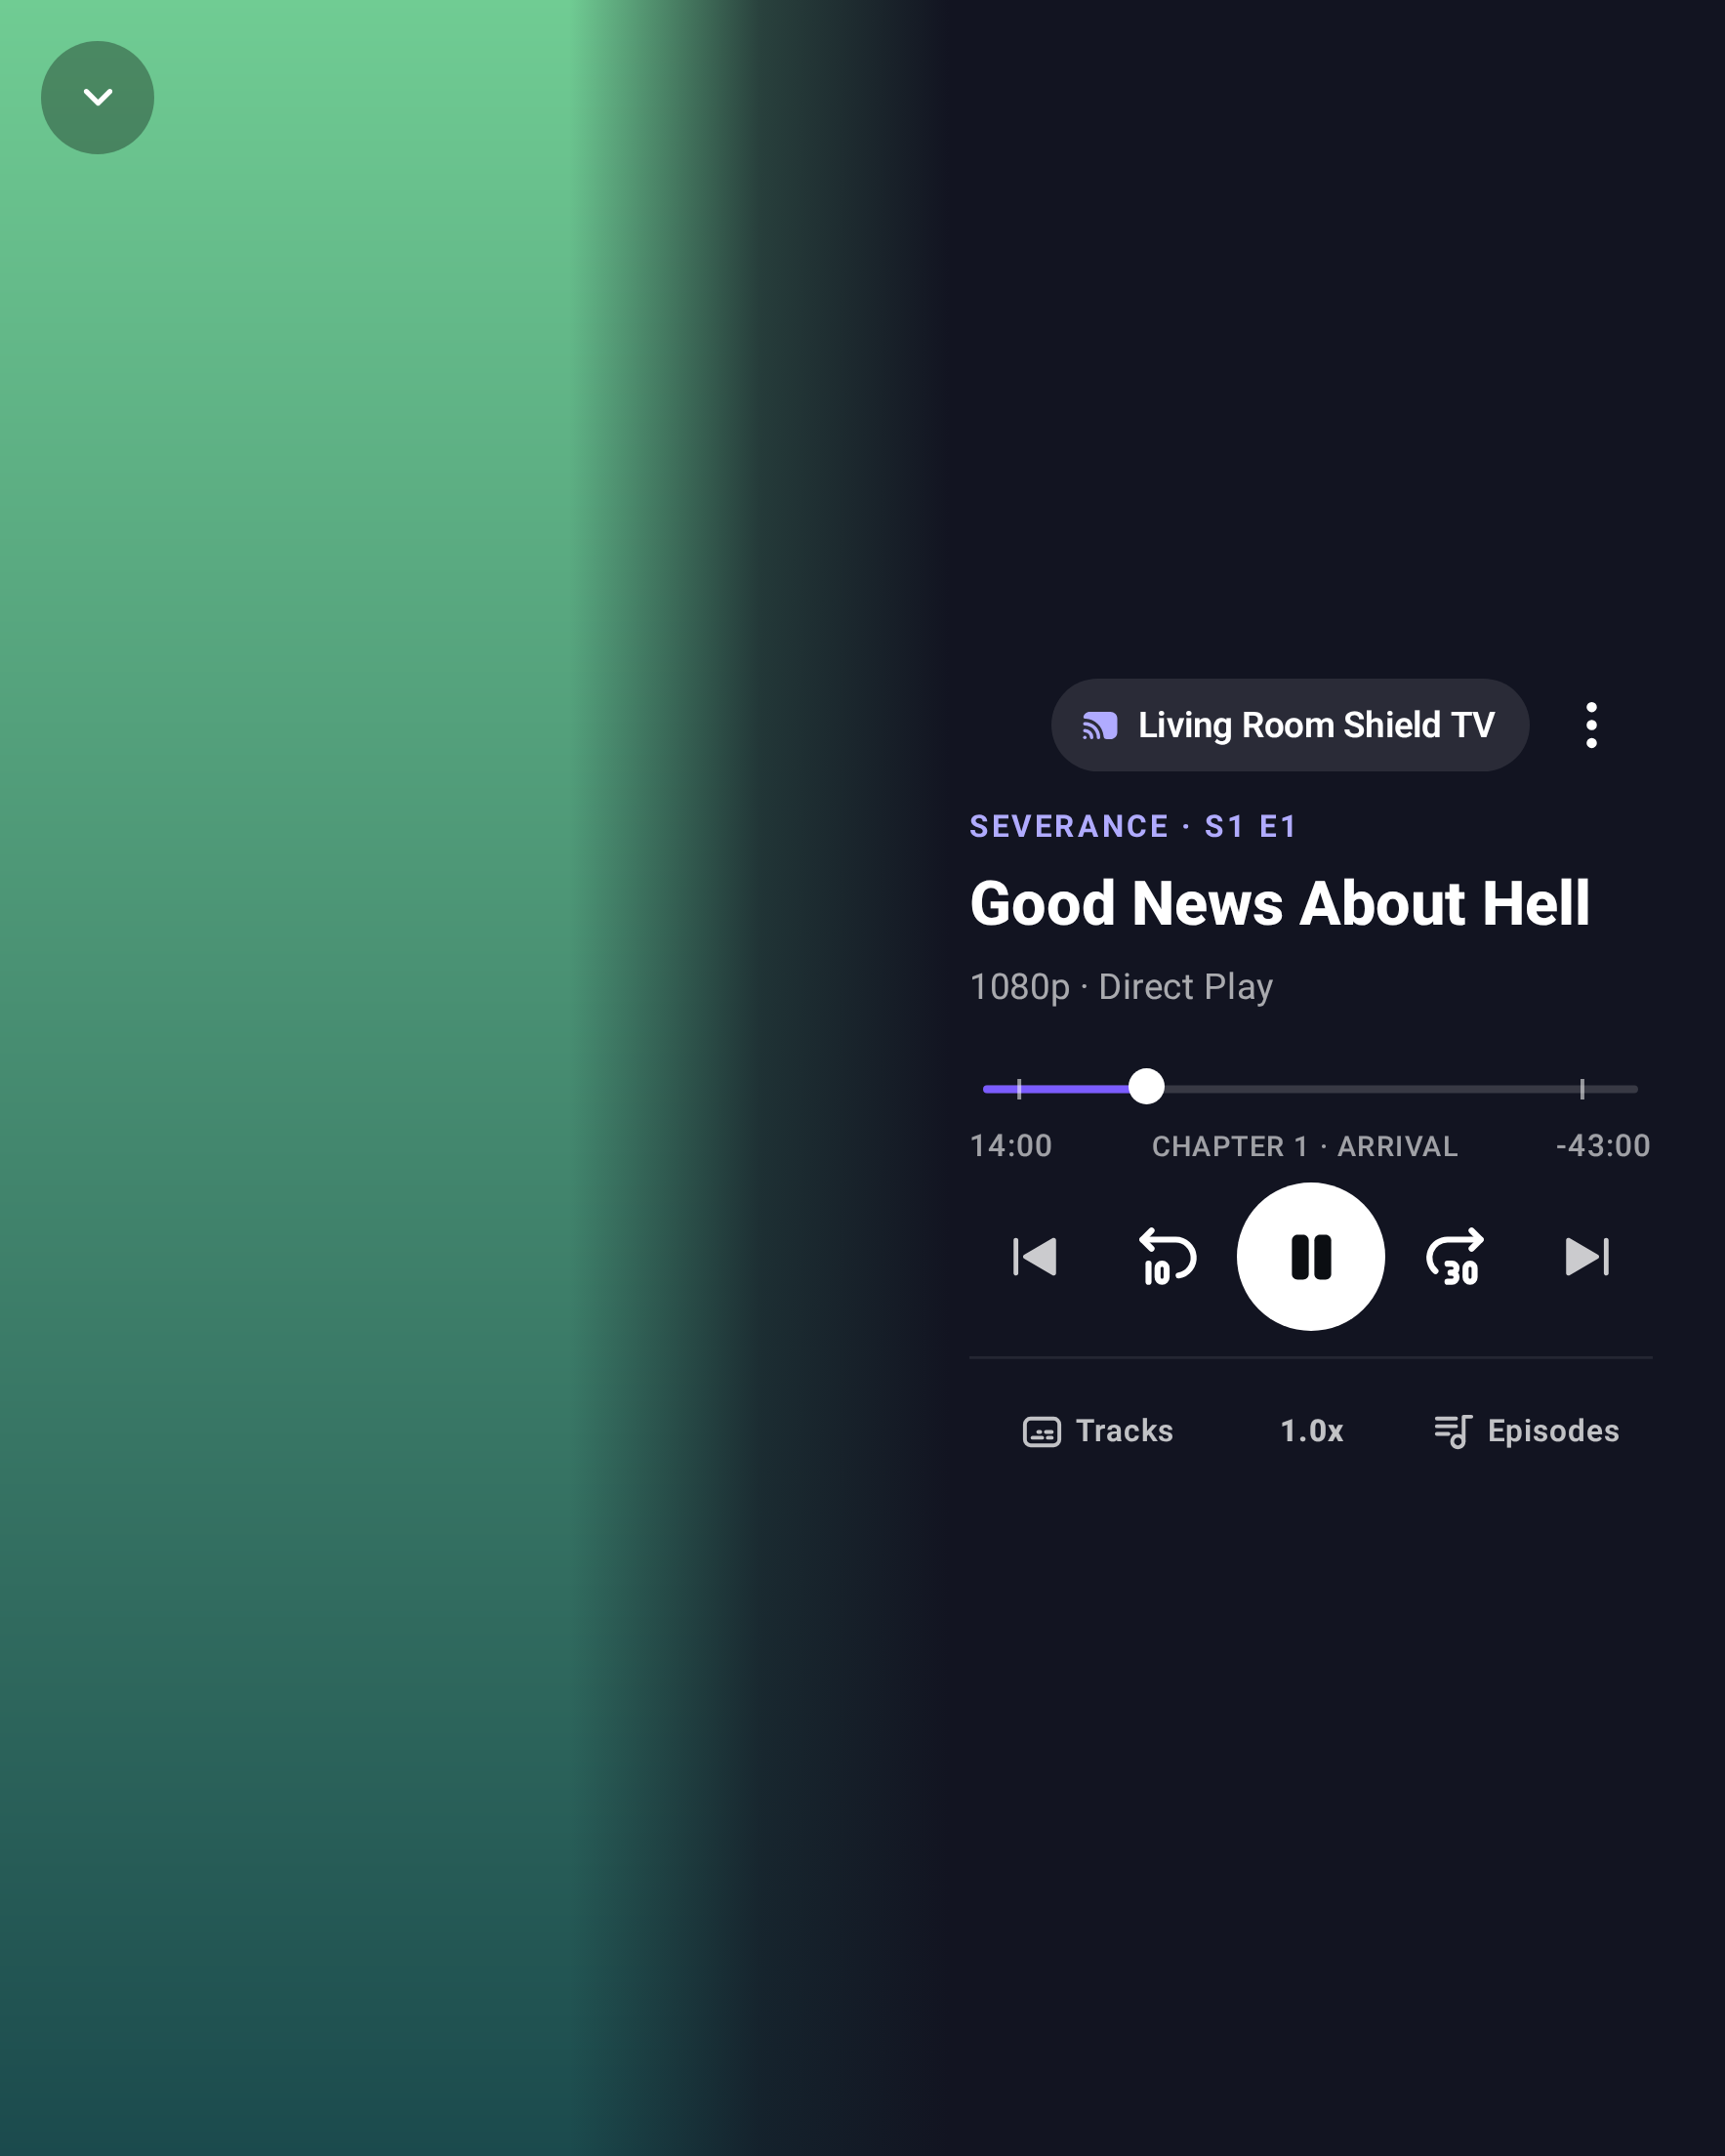 Living Room Shield TV
SEVERANCE · S1 E1
Good News About Hell
1080p · Direct Play
14:00 CHAPTER 1 · ARRIVAL -43:00
10 30
Tracks 1.0x Episodes